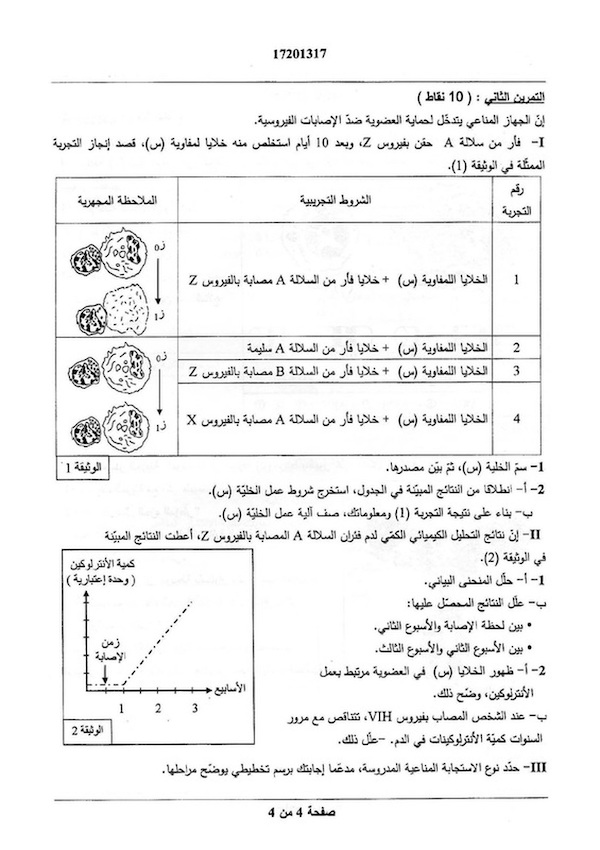 17201317
التمرين الثاني : ( 10 نقاط )
إنّ الجهاز المناعي يتدخّل لحماية العضوية ضدّ الإصابات الفيروسية.
I– فأر من سلالة A حقن بفيروس Z، وبعد 10 أيام استخلص منه خلايا لمفاوية (س)، قصد إنجاز التجربة
الممثّلة في الوثيقة (1).
رقم التجربة
الشروط التجريبية
الملاحظة المجهرية
1
الخلايا اللمفاوية (س) + خلايا فأر من السلالة A مصابة بالفيروس Z
ز0
ز1
2
الخلايا اللمفاوية (س) + خلايا فأر من السلالة A سليمة
3
الخلايا اللمفاوية (س) + خلايا فأر من السلالة B مصابة بالفيروس Z
4
الخلايا اللمفاوية (س) + خلايا فأر من السلالة A مصابة بالفيروس X
ز0
ز1
الوثيقة 1
1– سمّ الخلية (س)، ثمّ بيّن مصدرها.
2– أ– انطلاقا من النتائج المبيّنة في الجدول، استخرج شروط عمل الخليّة (س).
ب– بناء على نتيجة التجربة (1) ومعلوماتك، صف آلية عمل الخليّة (س).
II– إنّ نتائج التحليل الكيميائي الكمّي لدم فئران السلالة A المصابة بالفيروس Z، أعطت النتائج المبيّنة
في الوثيقة (2).
1– أ– حلّل المنحنى البياني.
ب– علّل النتائج المحصّل عليها:
• بين لحظة الإصابة والأسبوع الثاني.
• بين الأسبوع الثاني والأسبوع الثالث.
2– أ– ظهور الخلايا (س) في العضوية مرتبط بعمل
الأنترلوكين، وضّح ذلك.
ب– عند الشخص المصاب بفيروس VIH، تتناقص مع مرور
السنوات كميّة الأنترلوكينات في الدم. –علّل ذلك.
كمية الأنترلوكين
( وحدة إعتبارية )
زمن
الإصابة
الأسابيع
1 2 3
الوثيقة 2
III– حدّد نوع الاستجابة المناعية المدروسة، مدعّما إجابتك برسم تخطيطي يوضّح مراحلها.
صفحة 4 من 4